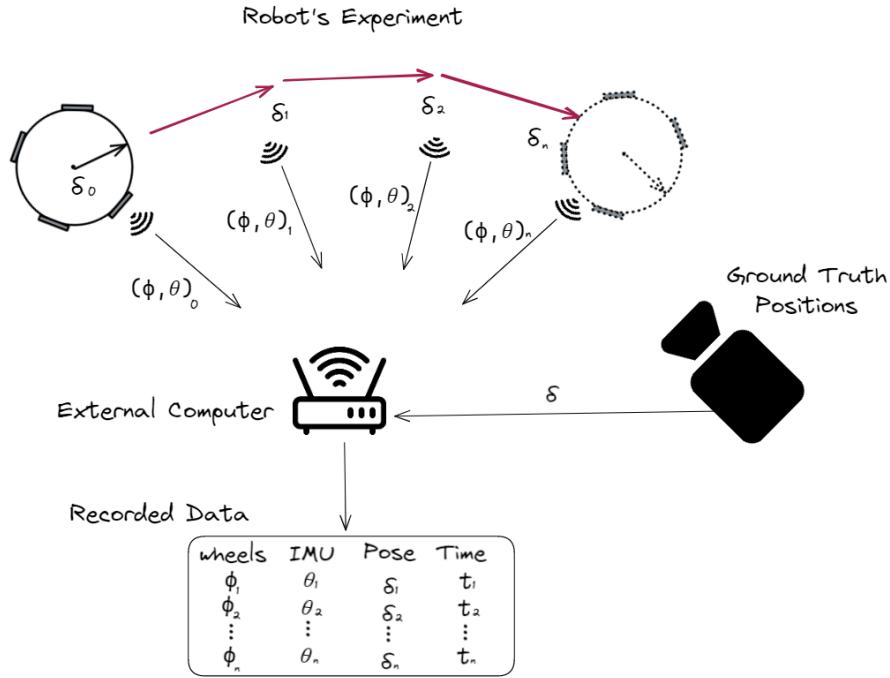 Robot's Experiment
δ₀
δ₁
δ₂
δₙ
(ϕ, θ)₀
(ϕ, θ)₁
(ϕ, θ)₂
(ϕ, θ)ₙ
Ground Truth
Positions
External Computer
δ
Recorded Data
wheels IMU Pose Time
ϕ₁ θ₁ δ₁ t₁
ϕ₂ θ₂ δ₂ t₂
⋮ ⋮ ⋮ ⋮
ϕₙ θₙ δₙ tₙ